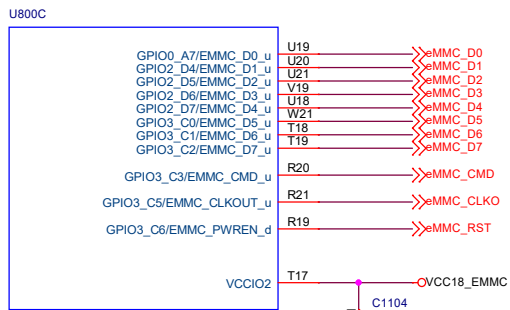 U800C
GPIO0_A7/EMMC_D0_u U19 eMMC_D0
GPIO2_D4/EMMC_D1_u U20 eMMC_D1
GPIO2_D5/EMMC_D2_u U21 eMMC_D2
GPIO2_D6/EMMC_D3_u V19 eMMC_D3
GPIO2_D7/EMMC_D4_u U18 eMMC_D4
GPIO3_C0/EMMC_D5_u W21 eMMC_D5
GPIO3_C1/EMMC_D6_u T18 eMMC_D6
GPIO3_C2/EMMC_D7_u T19 eMMC_D7
GPIO3_C3/EMMC_CMD_u R20 eMMC_CMD
GPIO3_C5/EMMC_CLKOUT_u R21 eMMC_CLKO
GPIO3_C6/EMMC_PWREN_d R19 eMMC_RST
VCCIO2 T17 VCC18_EMMC
C1104